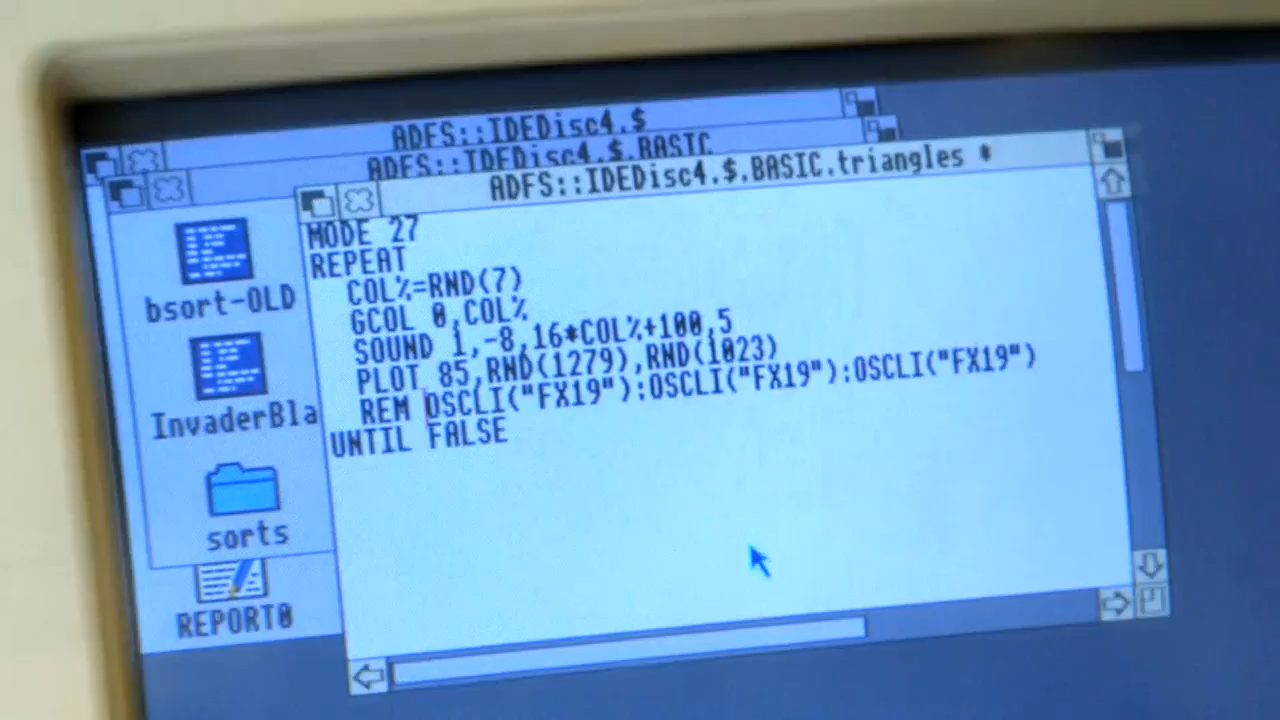 ADFS::IDEDisc4.$
ADFS::IDEDisc4.$.BASIC
ADFS::IDEDisc4.$.BASIC.triangles *
MODE 27
REPEAT
COL%=RND(7)
GCOL 0,COL%
SOUND 1,-8,16*COL%+100,5
PLOT 85,RND(1279),RND(1023)
REM OSCLI("FX19"):OSCLI("FX19"):OSCLI("FX19")
UNTIL FALSE
bsort-OLD
InvaderBla
sorts
REPORT0